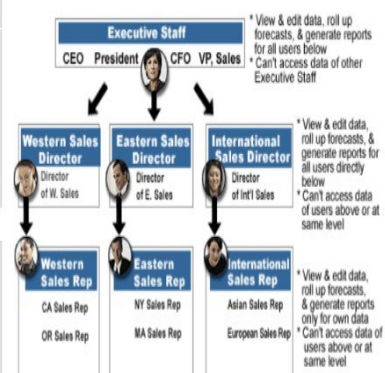 Executive Staff
CEO President CFO VP, Sales
* View & edit data, roll up
forecasts, & generate reports
for all users below
* Can't access data of other
Executive Staff
Western Sales
Director
Director
of W. Sales
Eastern Sales
Director
Director
of E. Sales
International
Sales Director
Director
of Int'l Sales
* View & edit data,
roll up forecasts, &
generate reports for
all users directly
below
* Can't access data
of users above or at
same level
Western
Sales Rep
CA Sales Rep
OR Sales Rep
Eastern
Sales Rep
NY Sales Rep
MA Sales Rep
International
Sales Rep
Asian Sales Rep
European Sales Rep
* View & edit data,
roll up forecasts,
& generate reports
only for own data
* Can't access data of
users above or at
same level